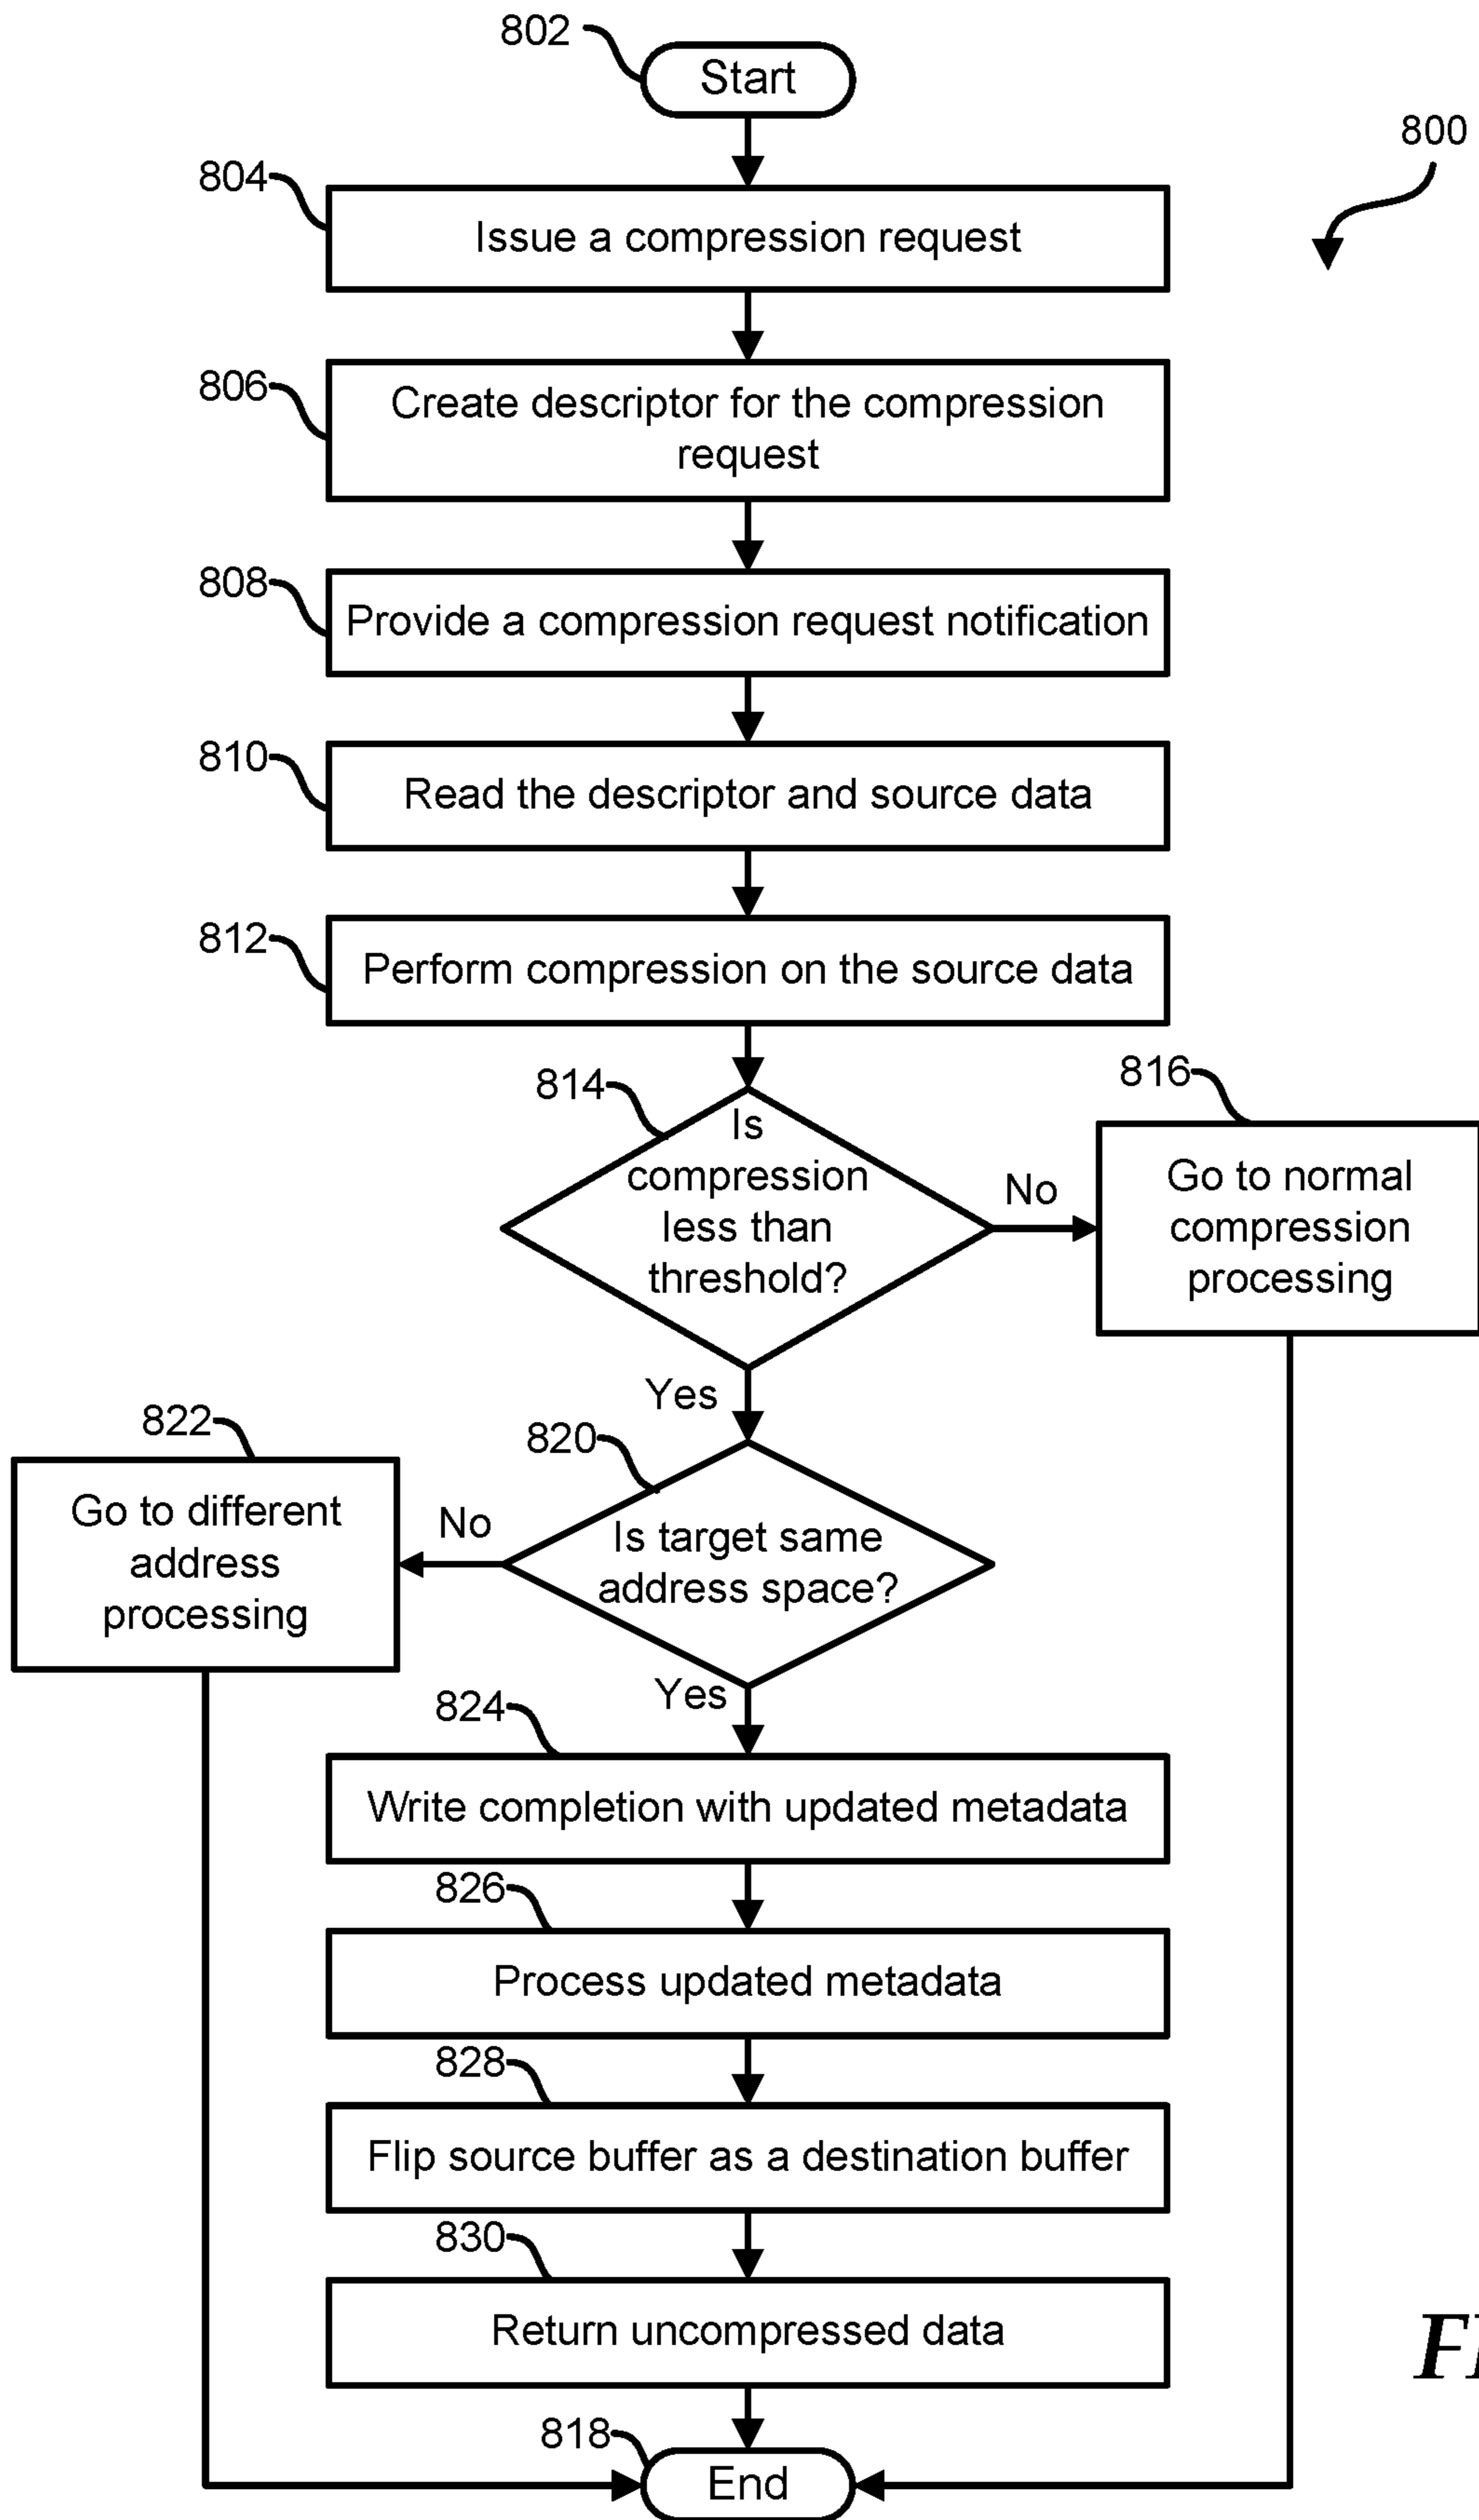 802
Start
800
804
Issue a compression request
806
Create descriptor for the compression
request
808
Provide a compression request notification
810
Read the descriptor and source data
812
Perform compression on the source data
814
Is
compression
less than
threshold?
No
816
Go to normal
compression
processing
Yes
822
Go to different
address
processing
No
820
Is target same
address space?
Yes
824
Write completion with updated metadata
826
Process updated metadata
828
Flip source buffer as a destination buffer
830
Return uncompressed data
818
End